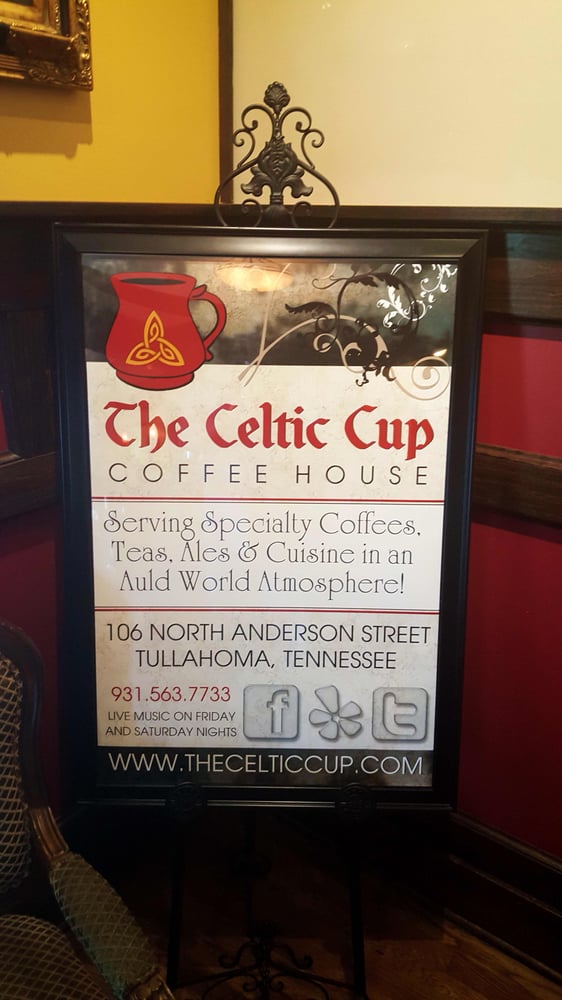 The Celtic Cup
COFFEE HOUSE
Serving Specialty Coffees,
Teas, Ales & Cuisine in an
Auld World Atmosphere!
106 NORTH ANDERSON STREET
TULLAHOMA, TENNESSEE
931.563.7733
LIVE MUSIC ON FRIDAY
AND SATURDAY NIGHTS
f
t
WWW.THECELTICCUP.COM